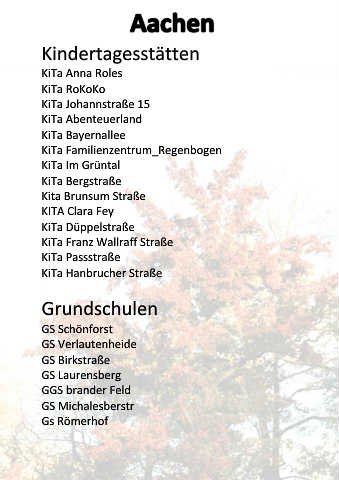 Aachen
Kindertagesstätten
KiTa Anna Roles
KiTa RoKoKo
KiTa Johannstraße 15
KiTa Abenteuerland
KiTa Bayernallee
KiTa Familienzentrum_Regenbogen
KiTa Im Grüntal
KiTa Bergstraße
Kita Brunsum Straße
KITA Clara Fey
KiTa Düppelstraße
KiTa Franz Wallraff Straße
KiTa Passstraße
KiTa Hanbrucher Straße
Grundschulen
GS Schönforst
GS Verlautenheide
GS Birkstraße
GS Laurensberg
GGS brander Feld
GS Michalesberstr
Gs Römerhof